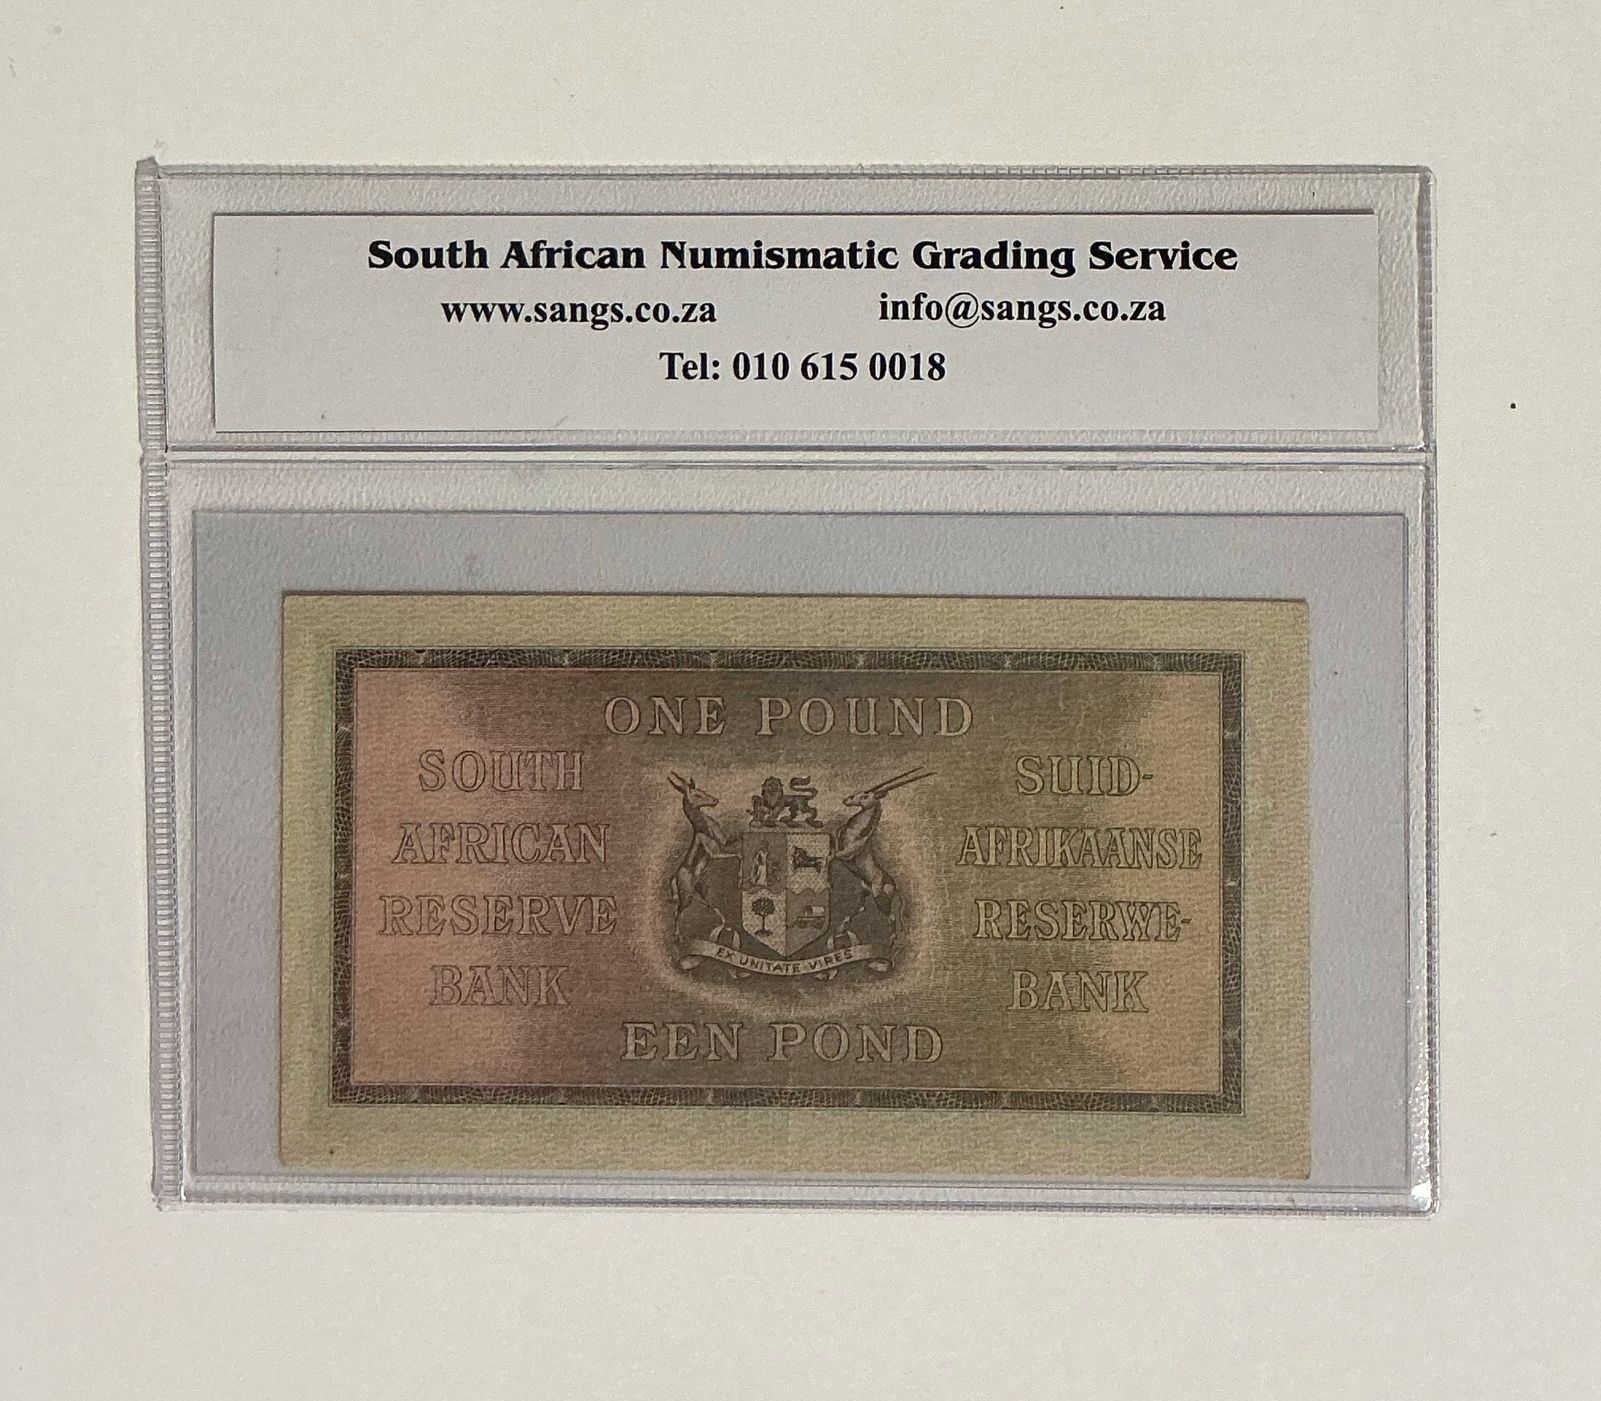 South African Numismatic Grading Service
www.sangs.co.za info@sangs.co.za
Tel: 010 615 0018
ONE POUND
SOUTH
AFRICAN
RESERVE
BANK
SUID-
AFRIKAANSE
RESERWE-
BANK
EX UNITATE VIRES
EEN POND